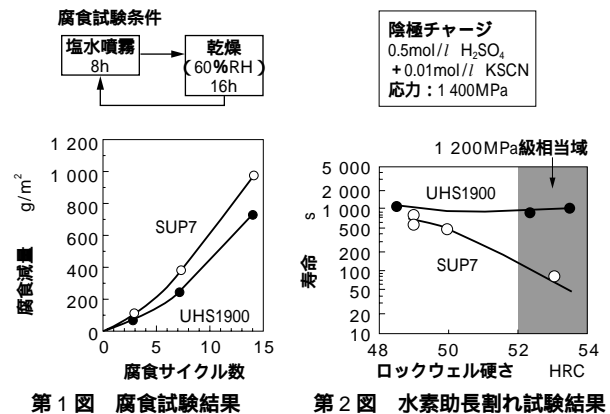 腐食試験条件
塩水噴霧
8h
乾燥
(60%RH)
16h
陰極チャージ
0.5mol/l H₂SO₄
+0.01mol/l KSCN
応力：1 400MPa
1 200
1 000
800
600
400
200
0
腐食減量 g/m²
SUP7
UHS1900
0 5 10 15
腐食サイクル数
第1図 腐食試験結果
1 200MPa級相当域
5 000
2 000
1 000
500
200
100
50
20
10
寿命 s
UHS1900
SUP7
48 50 52 54
ロックウェル硬さ HRC
第2図 水素助長割れ試験結果